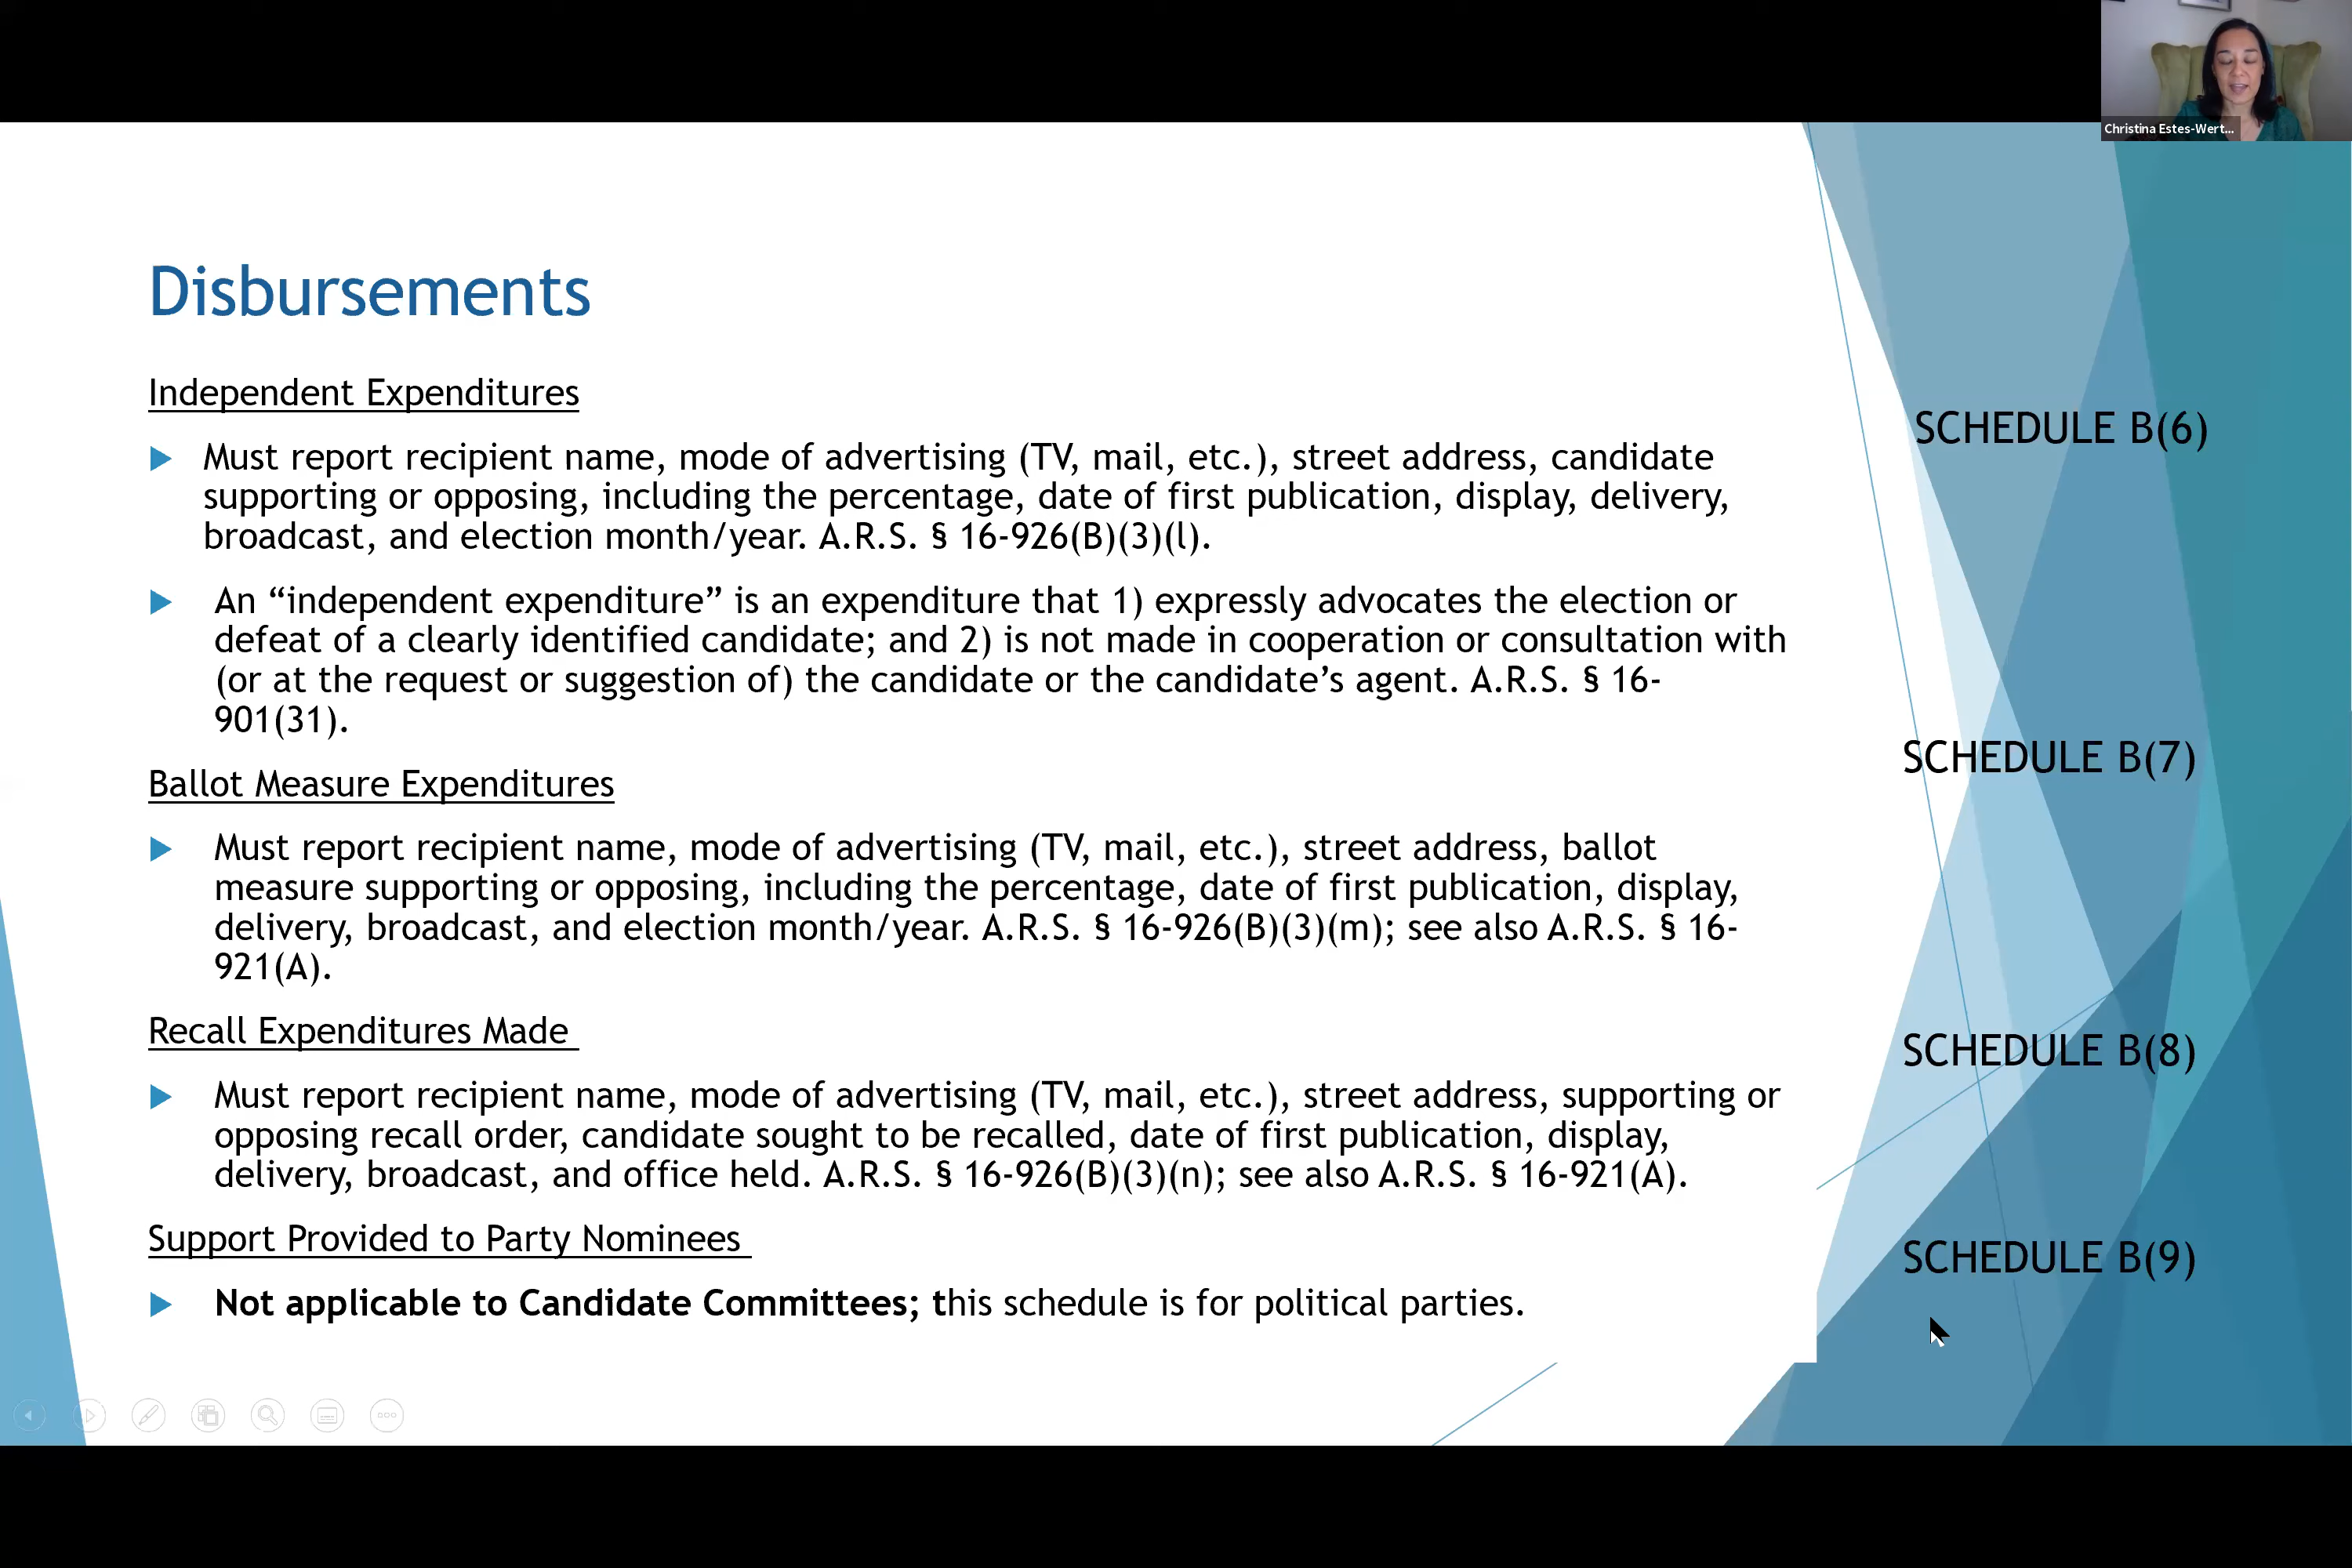 Christina Estes-Wert...
Disbursements
Independent Expenditures
SCHEDULE B(6)
Must report recipient name, mode of advertising (TV, mail, etc.), street address, candidate
supporting or opposing, including the percentage, date of first publication, display, delivery,
broadcast, and election month/year. A.R.S. § 16-926(B)(3)(l).
An “independent expenditure” is an expenditure that 1) expressly advocates the election or
defeat of a clearly identified candidate; and 2) is not made in cooperation or consultation with
(or at the request or suggestion of) the candidate or the candidate’s agent. A.R.S. § 16-
901(31).
Ballot Measure Expenditures
SCHEDULE B(7)
Must report recipient name, mode of advertising (TV, mail, etc.), street address, ballot
measure supporting or opposing, including the percentage, date of first publication, display,
delivery, broadcast, and election month/year. A.R.S. § 16-926(B)(3)(m); see also A.R.S. § 16-
921(A).
Recall Expenditures Made
SCHEDULE B(8)
Must report recipient name, mode of advertising (TV, mail, etc.), street address, supporting or
opposing recall order, candidate sought to be recalled, date of first publication, display,
delivery, broadcast, and office held. A.R.S. § 16-926(B)(3)(n); see also A.R.S. § 16-921(A).
Support Provided to Party Nominees
SCHEDULE B(9)
Not applicable to Candidate Committees; this schedule is for political parties.